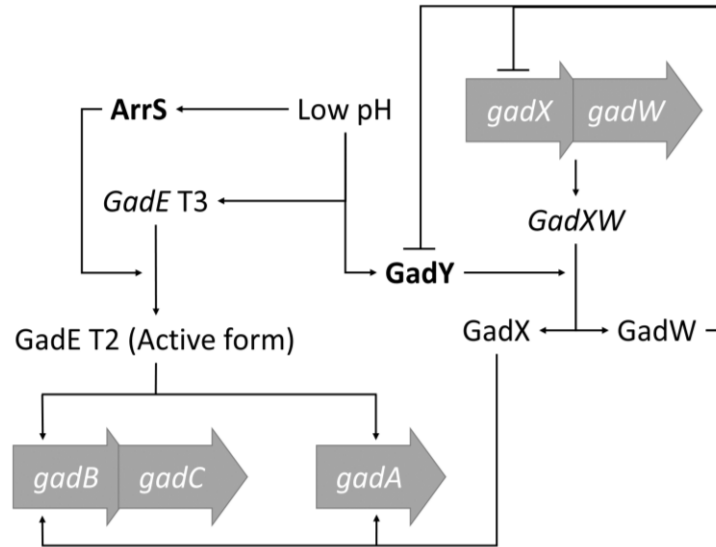 gadX gadW
ArrS Low pH
GadE T3
GadXW
GadY
GadE T2 (Active form)
GadX GadW
gadB gadC gadA